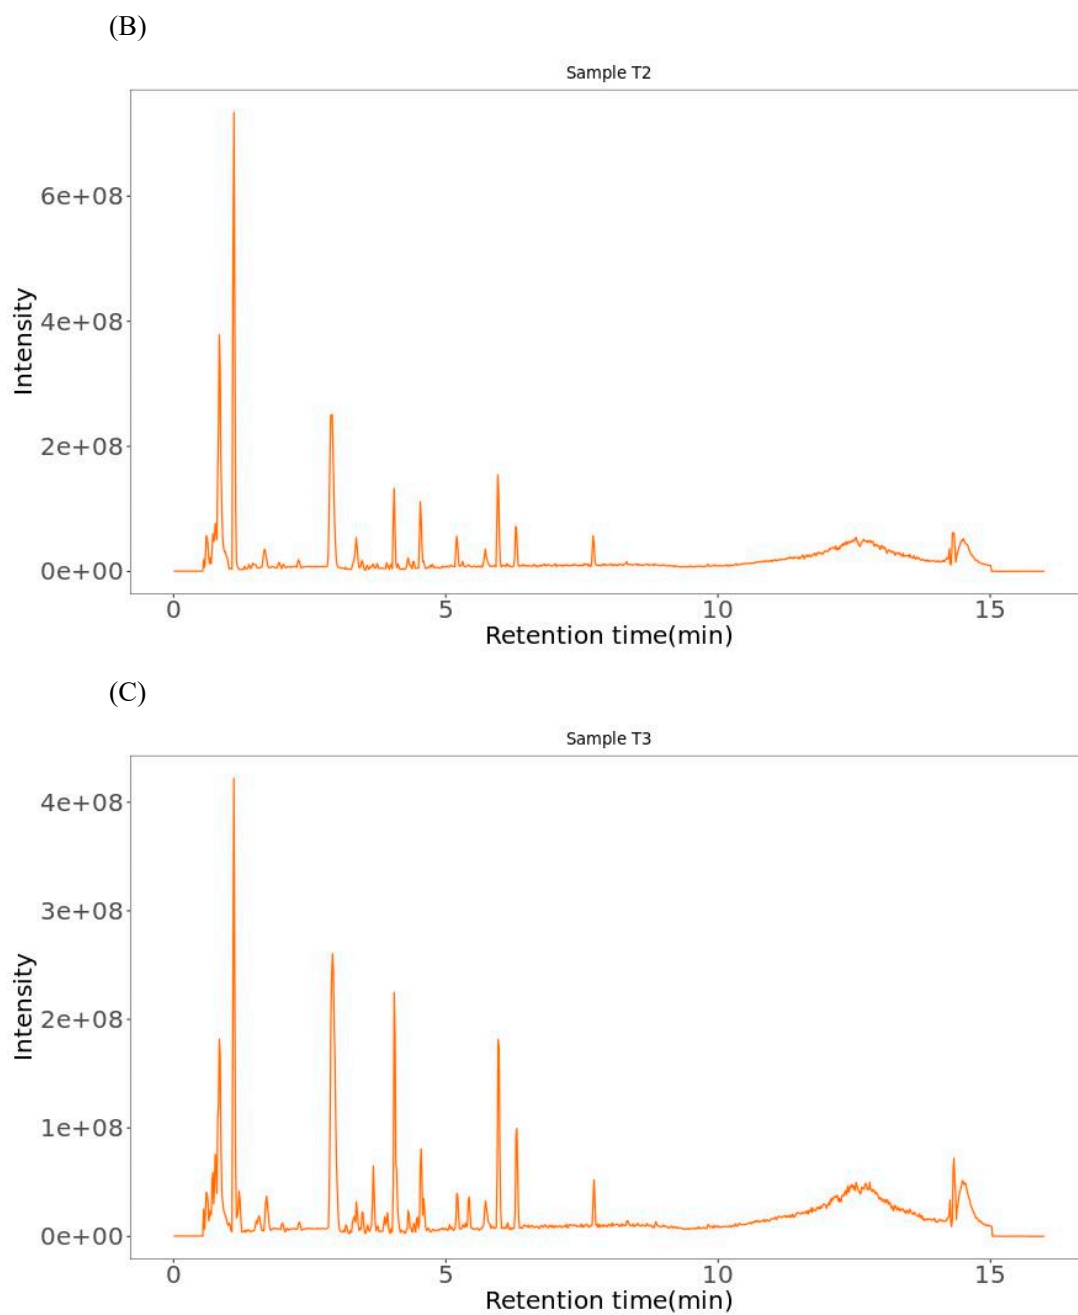 (B)
Sample T2
6e+08
4e+08
2e+08
0e+00
Intensity
0 5 10 15
Retention time(min)
(C)
Sample T3
4e+08
3e+08
2e+08
1e+08
0e+00
Intensity
0 5 10 15
Retention time(min)